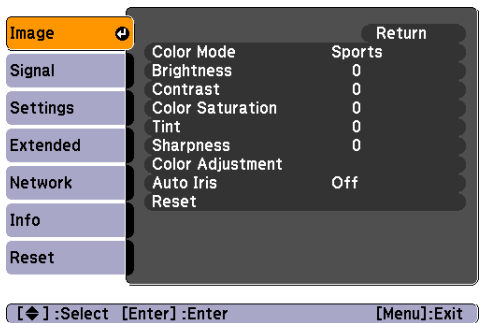 Image
Signal
Settings
Extended
Network
Info
Reset
Return
Color Mode Sports
Brightness 0
Contrast 0
Color Saturation 0
Tint 0
Sharpness 0
Color Adjustment
Auto Iris Off
Reset
[◆] :Select [Enter] :Enter [Menu]:Exit